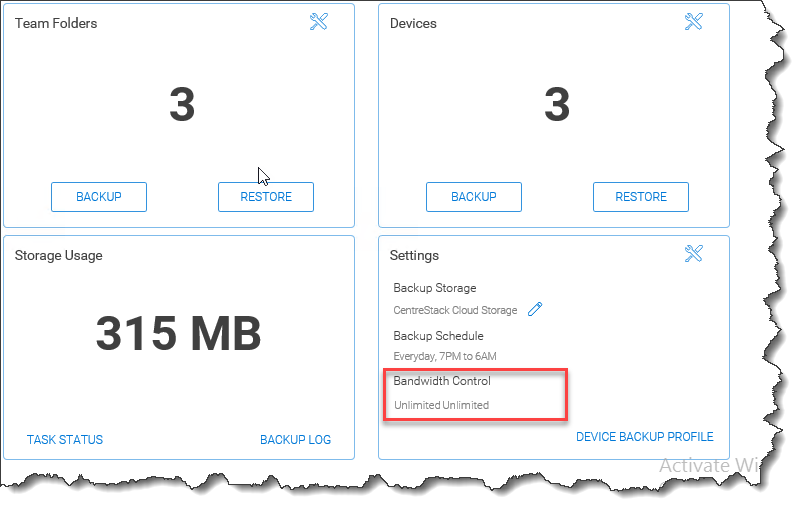 Team Folders
3
BACKUP
RESTORE
Devices
3
BACKUP
RESTORE
Storage Usage
315 MB
TASK STATUS
BACKUP LOG
Settings
Backup Storage
CentreStack Cloud Storage
Backup Schedule
Everyday, 7PM to 6AM
Bandwidth Control
Unlimited Unlimited
DEVICE BACKUP PROFILE
Activate Wi